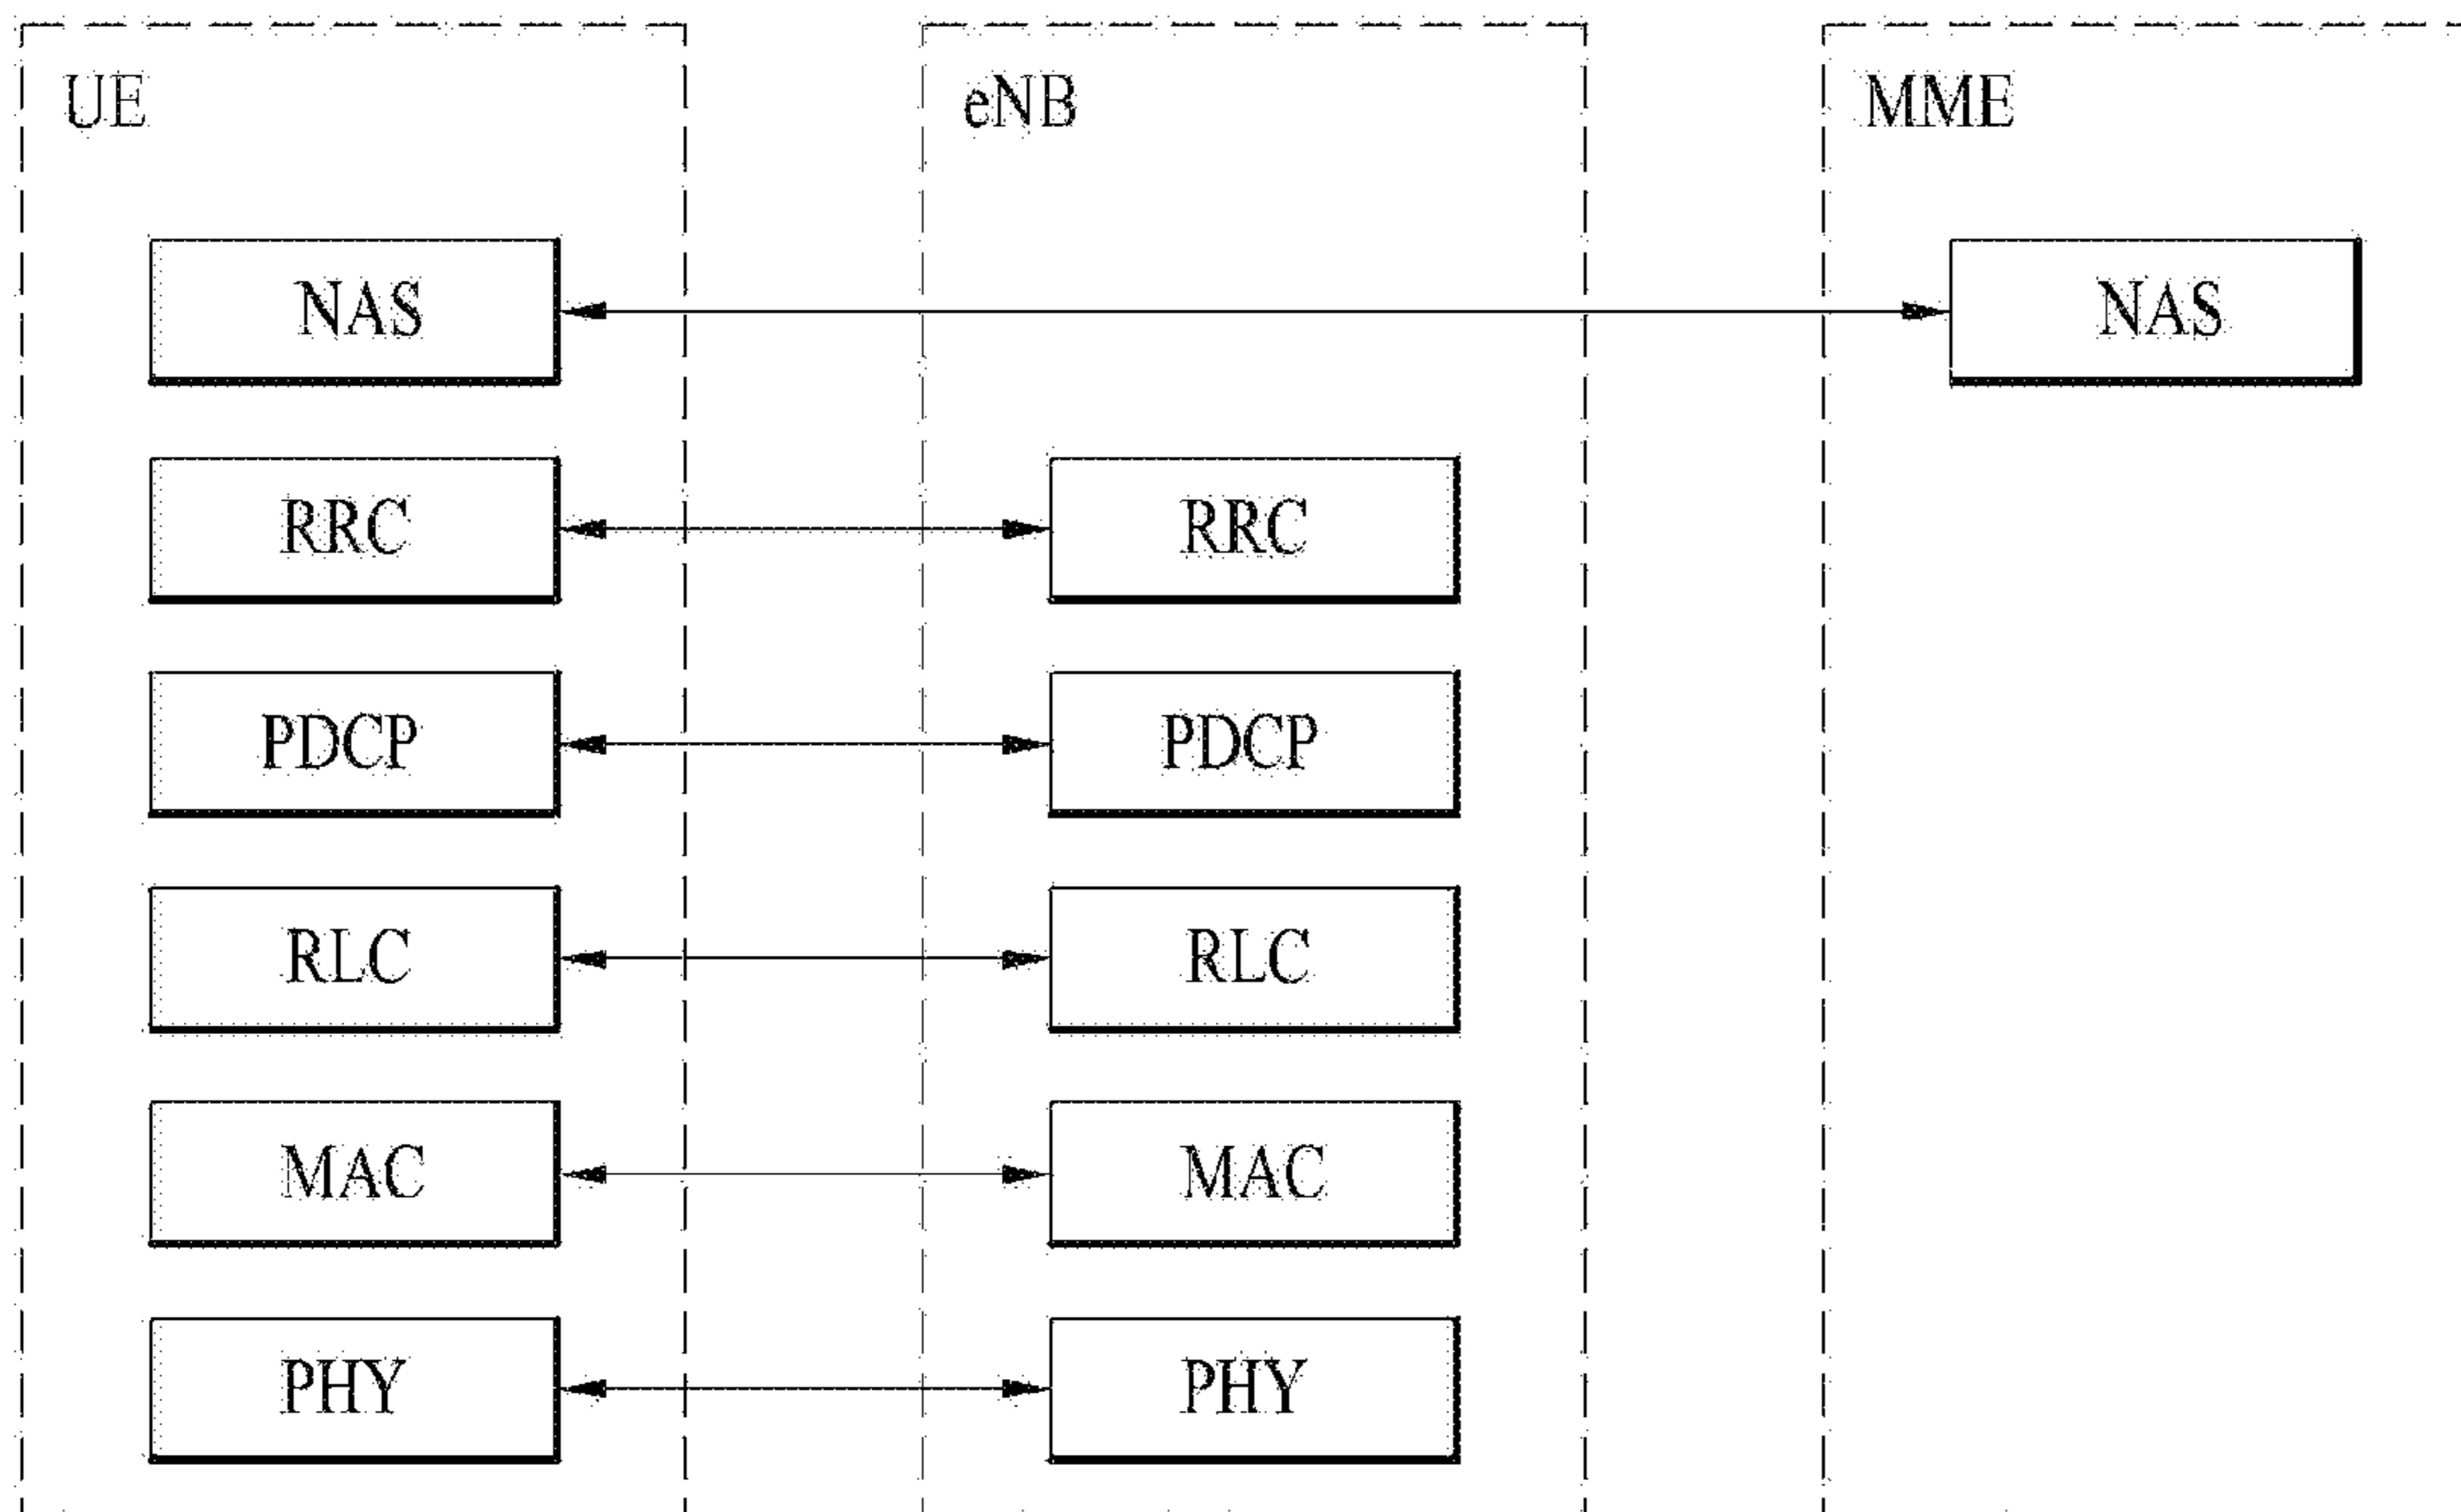 UE eNB MME
NAS NAS
RRC RRC
PDCP PDCP
RLC RLC
MAC MAC
PHY PHY